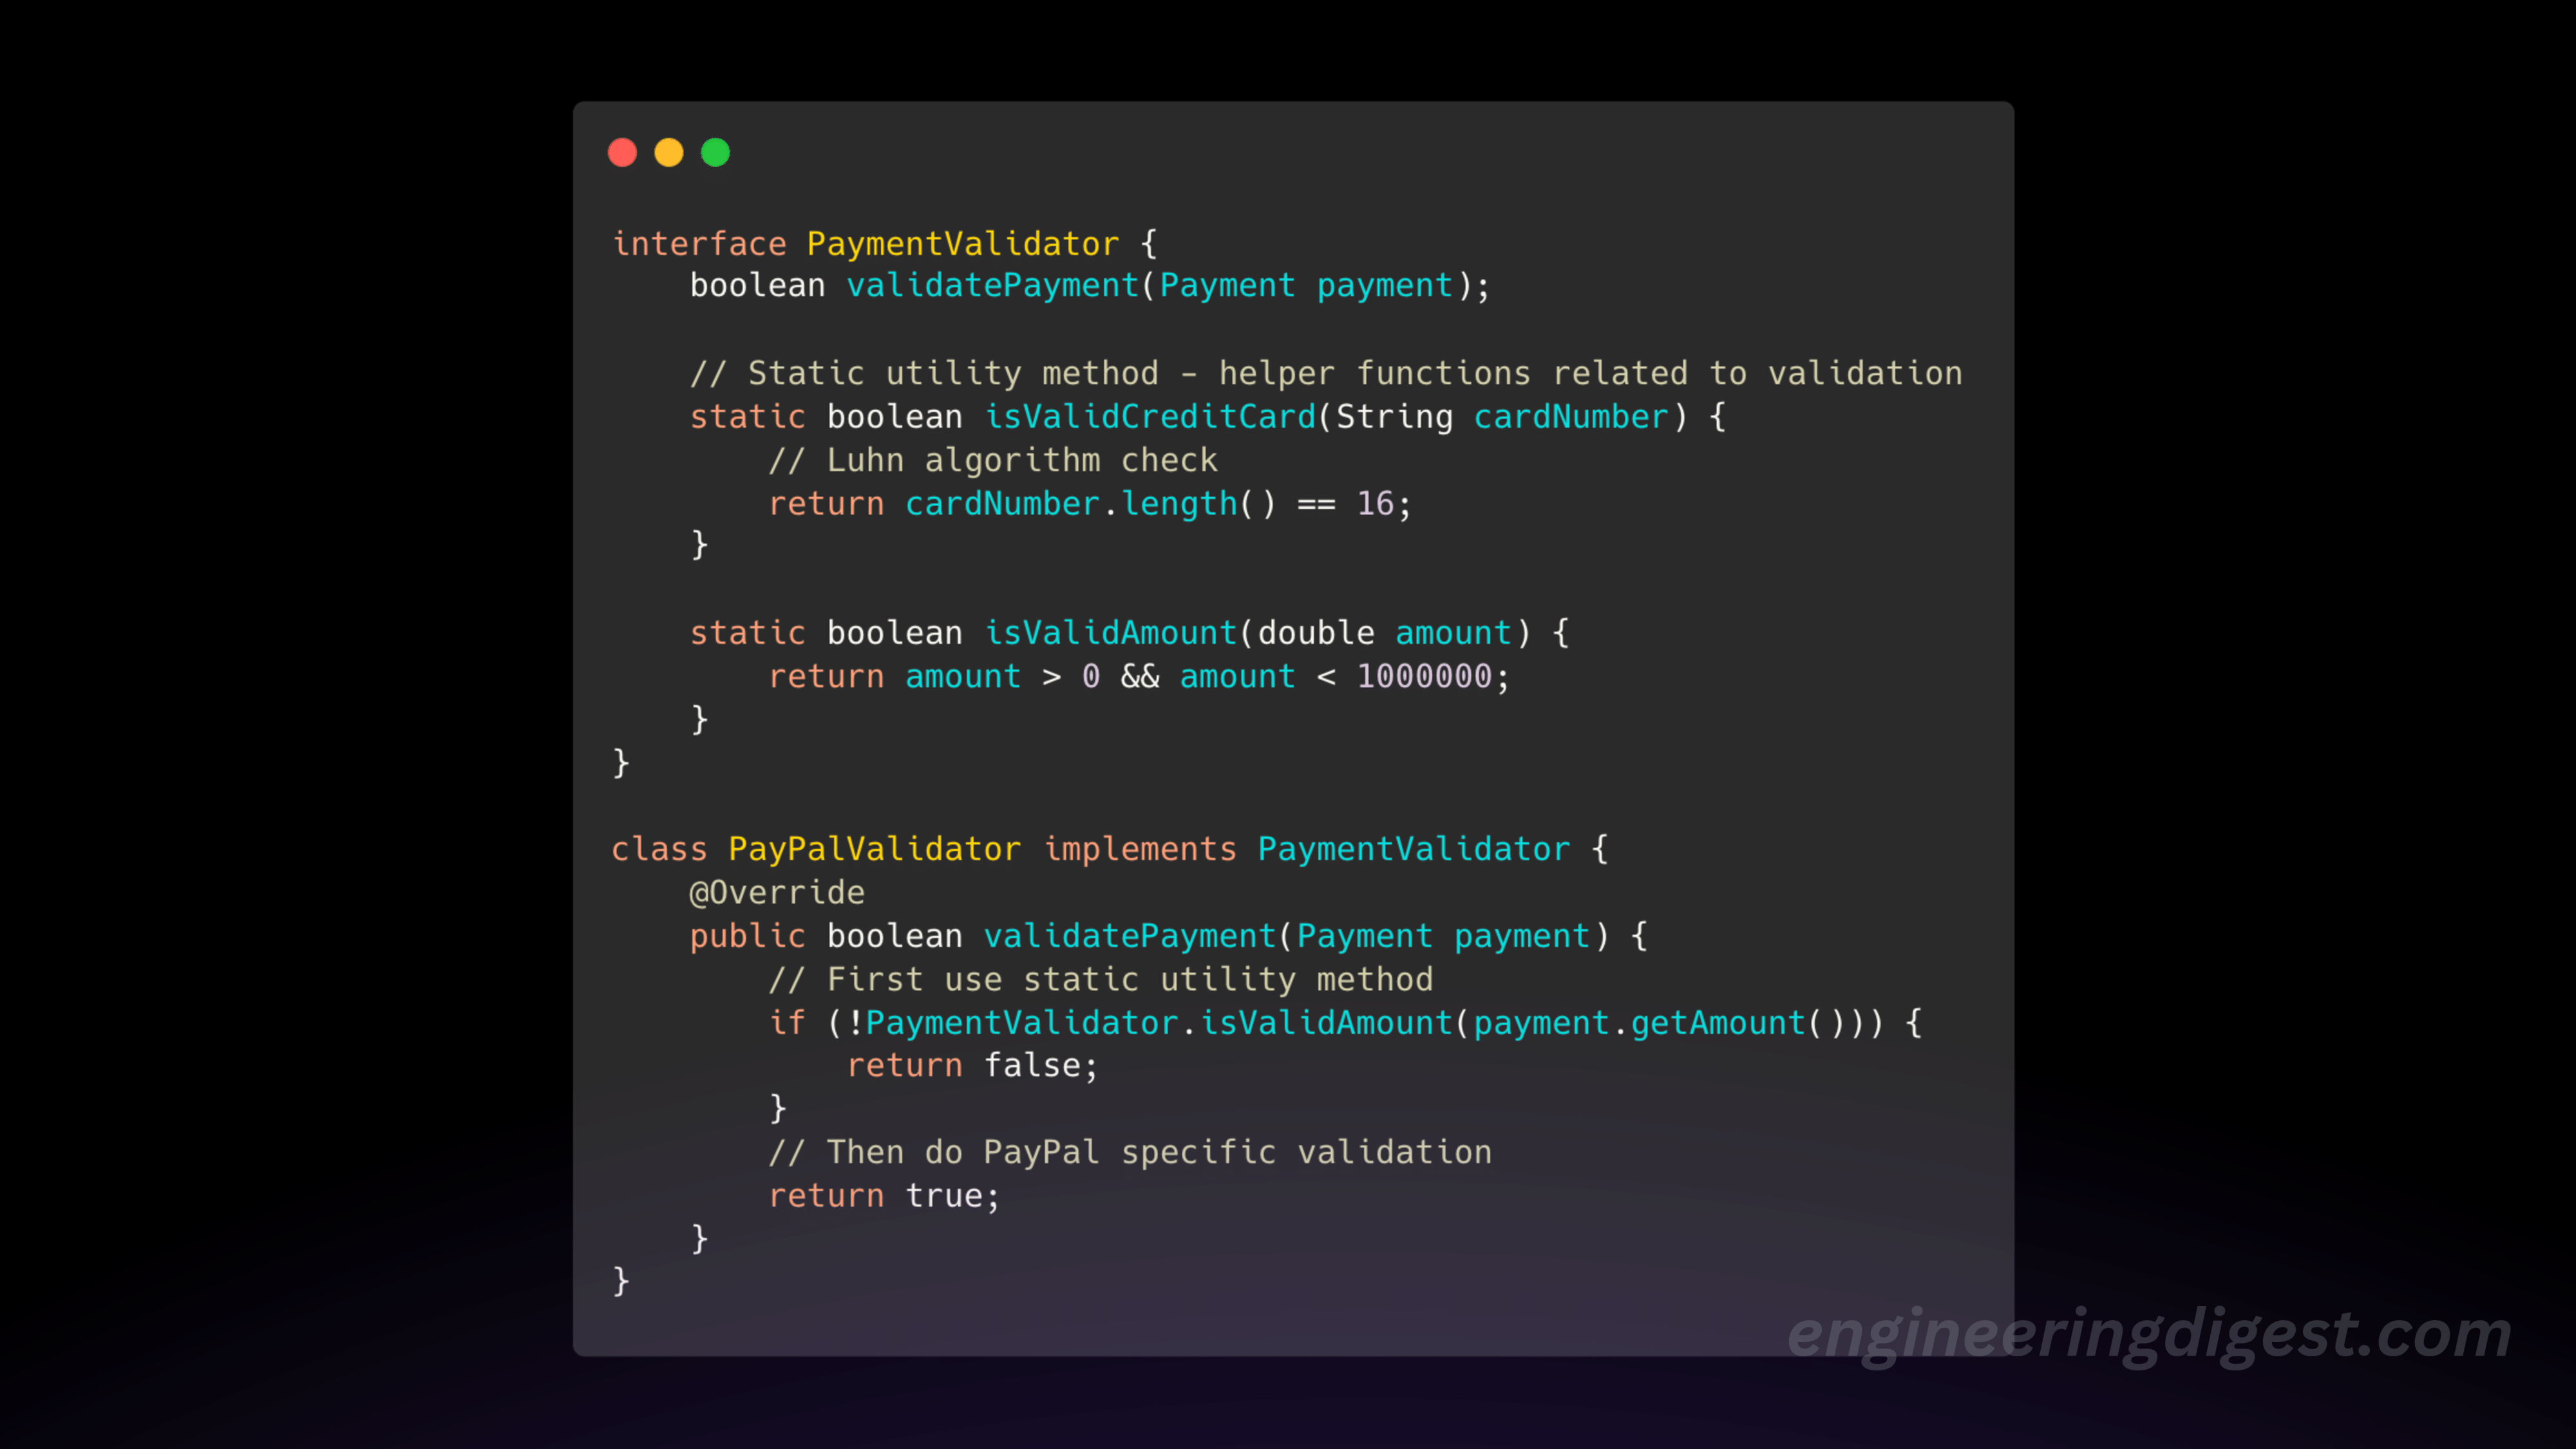 interface PaymentValidator {
    boolean validatePayment(Payment payment);

    // Static utility method - helper functions related to validation
    static boolean isValidCreditCard(String cardNumber) {
        // Luhn algorithm check
        return cardNumber.length() == 16;
    }

    static boolean isValidAmount(double amount) {
        return amount > 0 && amount < 1000000;
    }
}

class PayPalValidator implements PaymentValidator {
    @Override
    public boolean validatePayment(Payment payment) {
        // First use static utility method
        if (!PaymentValidator.isValidAmount(payment.getAmount())) {
            return false;
        }
        // Then do PayPal specific validation
        return true;
    }
}
engineeringdigest.com